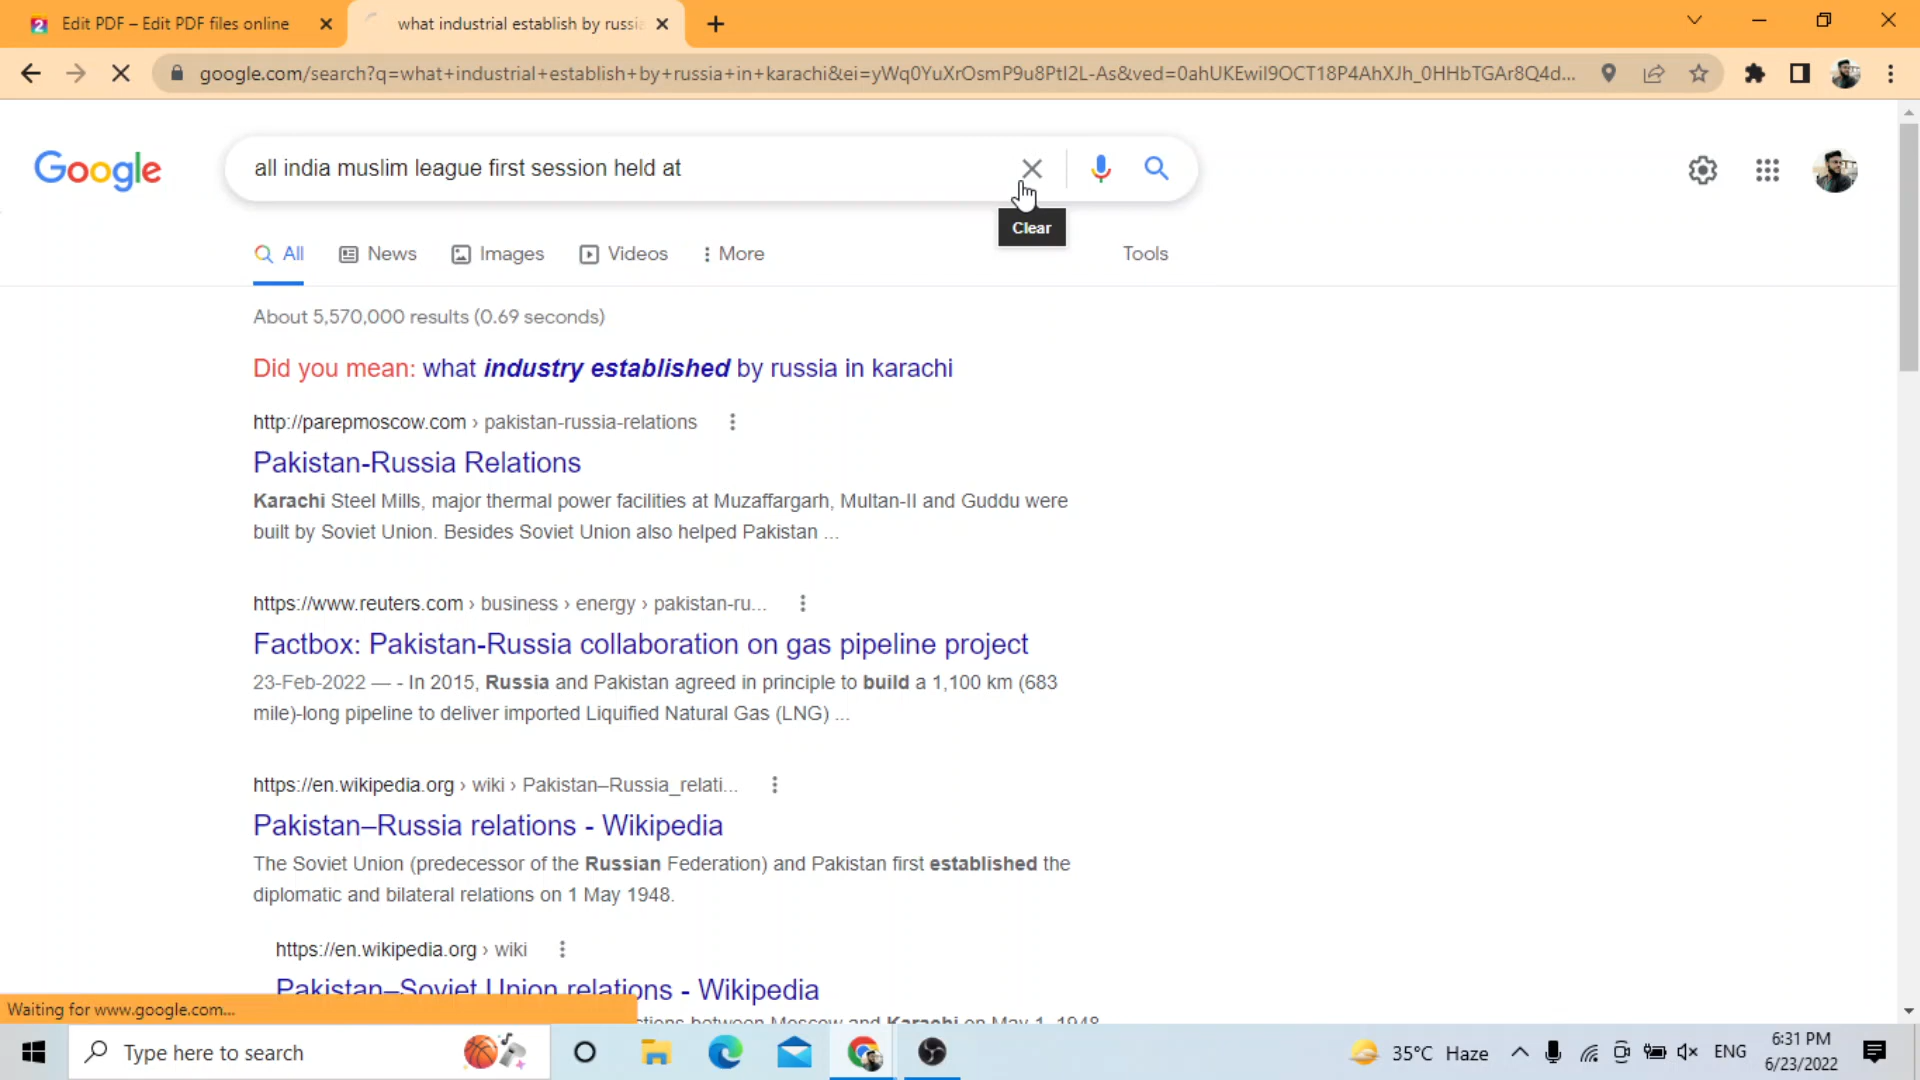 Edit PDF – Edit PDF files online
what industrial establish by russi
google.com/search?q=what+industrial+establish+by+russia+in+karachi&ei=yWq0YuXrOsmP9u8PtI2L-As&ved=0ahUKEwiI9OCT18P4AhXJh_0HHbTGAr8Q4d...
Google
all india muslim league first session held at
Clear
All
News
Images
Videos
More
Tools
About 5,570,000 results (0.69 seconds)
Did you mean: what industry established by russia in karachi
http://parepmoscow.com › pakistan-russia-relations
Pakistan-Russia Relations
Karachi Steel Mills, major thermal power facilities at Muzaffargarh, Multan-II and Guddu were
built by Soviet Union. Besides Soviet Union also helped Pakistan ...
https://www.reuters.com › business › energy › pakistan-ru...
Factbox: Pakistan-Russia collaboration on gas pipeline project
23-Feb-2022 — - In 2015, Russia and Pakistan agreed in principle to build a 1,100 km (683
mile)-long pipeline to deliver imported Liquified Natural Gas (LNG) ...
https://en.wikipedia.org › wiki › Pakistan–Russia_relati...
Pakistan–Russia relations - Wikipedia
The Soviet Union (predecessor of the Russian Federation) and Pakistan first established the
diplomatic and bilateral relations on 1 May 1948.
https://en.wikipedia.org › wiki
Pakistan–Soviet Union relations - Wikipedia
between Moscow and Karachi on May 1, 1948
Waiting for www.google.com...
Type here to search
35°C Haze
ENG
6:31 PM
6/23/2022